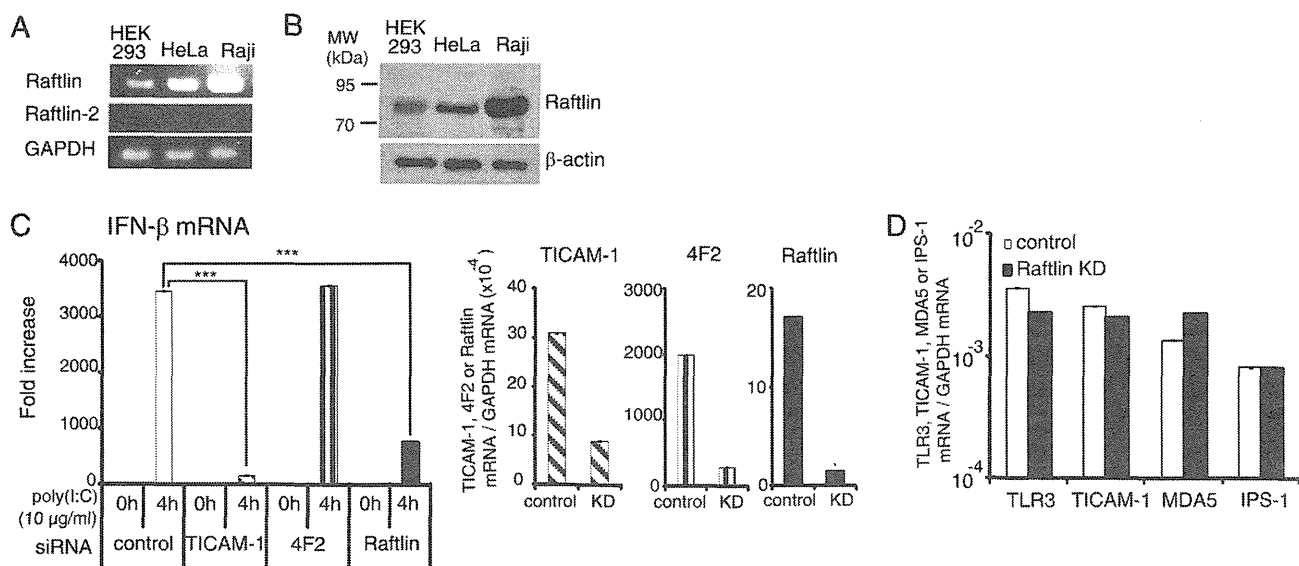 A
HEK
293 HeLa Raji
Raftlin
Raftlin-2
GAPDH
B
MW
(kDa)
HEK
293 HeLa Raji
95
70
Raftlin
β-actin
C
IFN-β mRNA
Fold increase
4000
3000
2000
1000
0
***
***
poly(I:C)
(10 µg/ml)
0h 4h 0h 4h 0h 4h 0h 4h
siRNA control TICAM-1 4F2 Raftlin
TICAM-1, 4F2 or Raftlin
mRNA / GAPDH mRNA (x10-4)
TICAM-1
40
30
20
10
0
control KD
4F2
3000
2000
1000
0
control KD
Raftlin
20
10
0
control KD
D
TLR3, TICAM-1, MDA5 or IPS-1
mRNA / GAPDH mRNA
10-2
10-3
10-4
control
Raftlin KD
TLR3 TICAM-1 MDA5 IPS-1